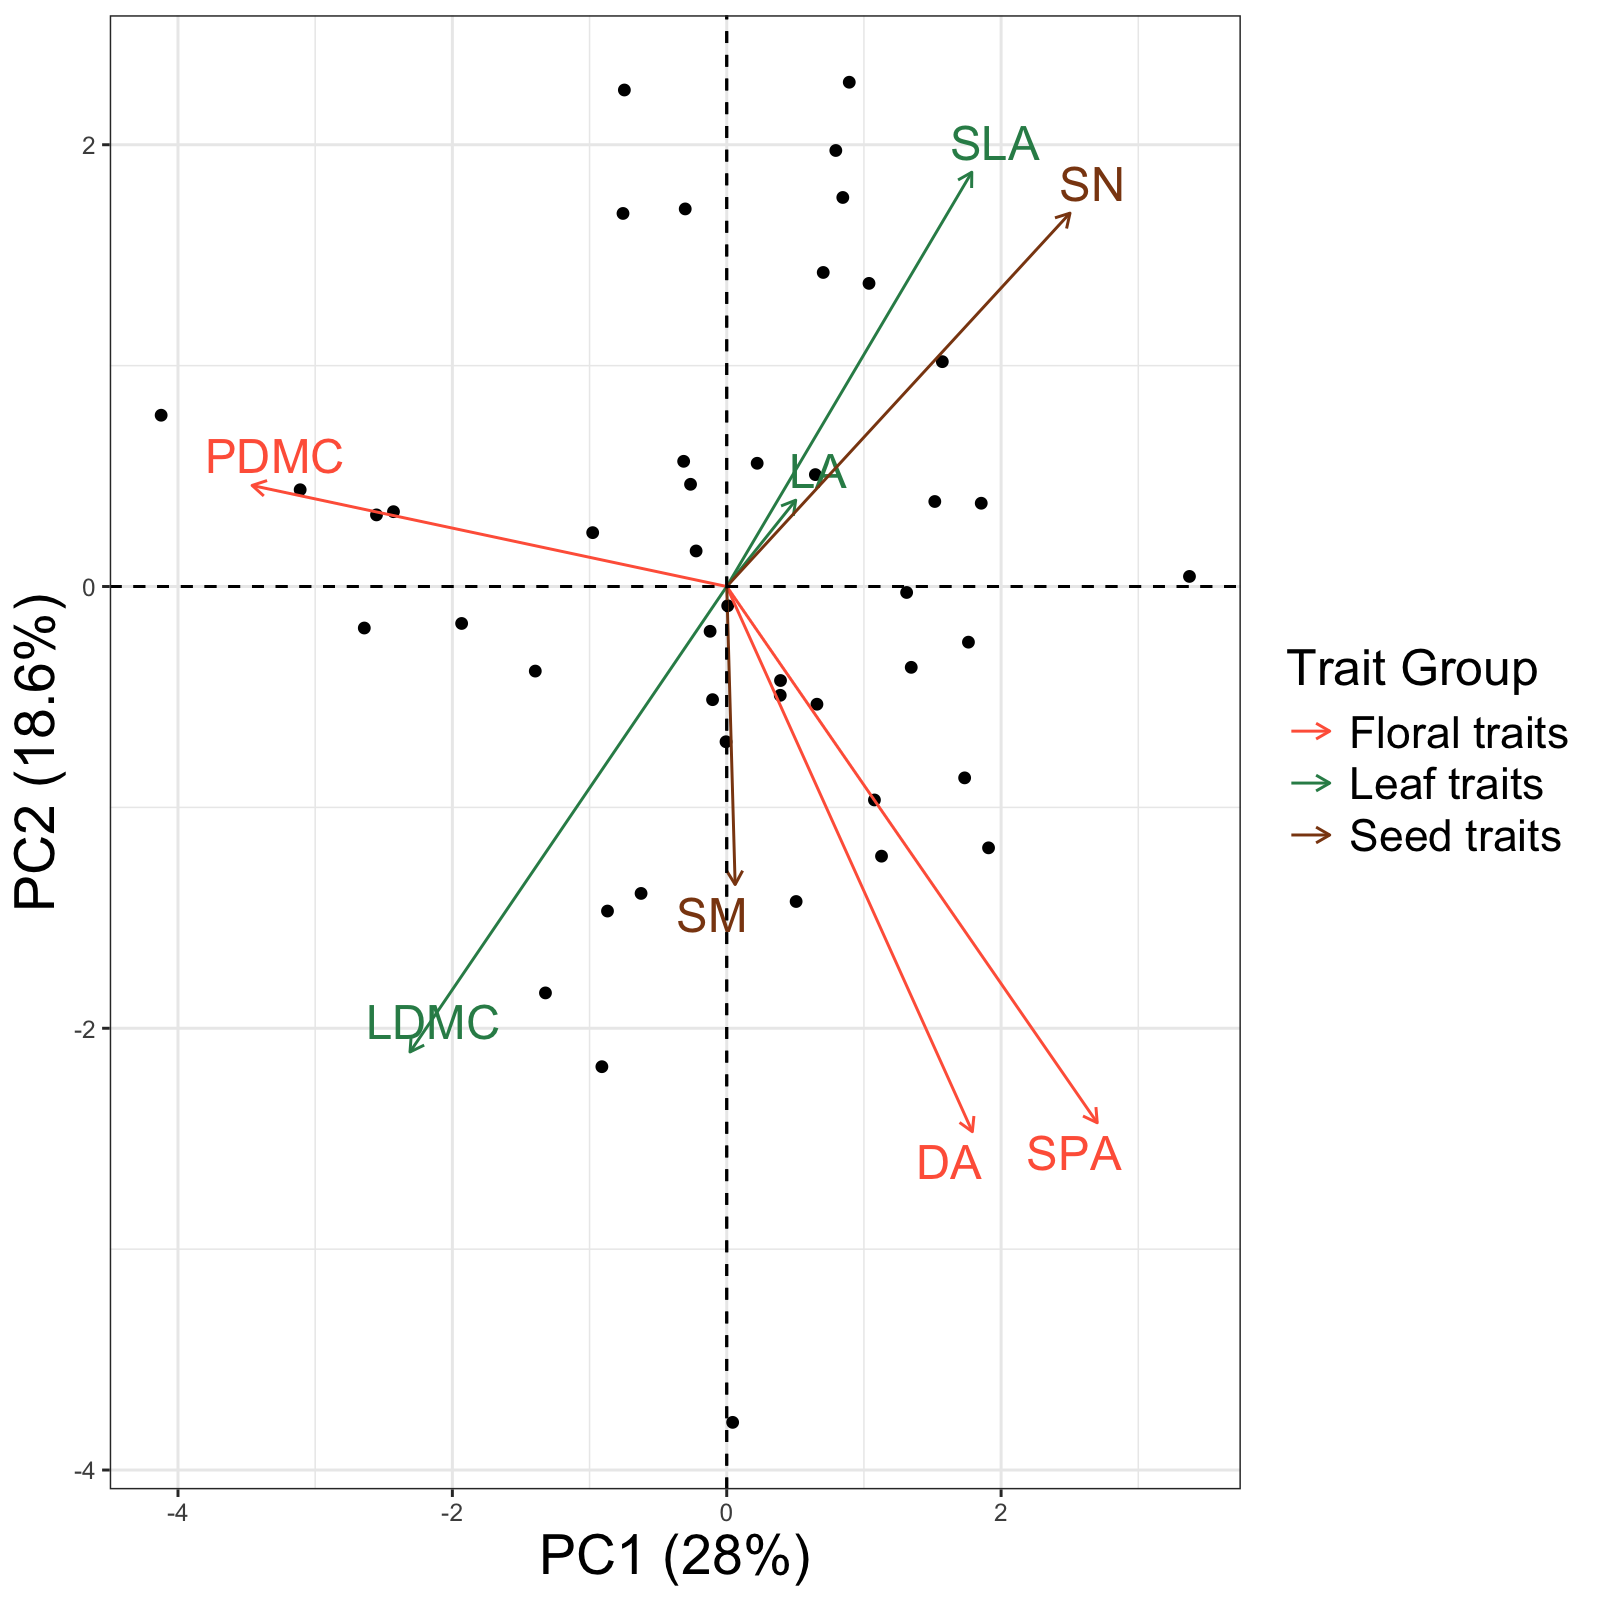 SLA
2
SN
PDMC
LA
0
PC2 (18.6%)
Trait Group
Floral traits
Leaf traits
Seed traits
SM
LDMC
-2
DA
SPA
-4
-4
-2
0
2
PC1 (28%)